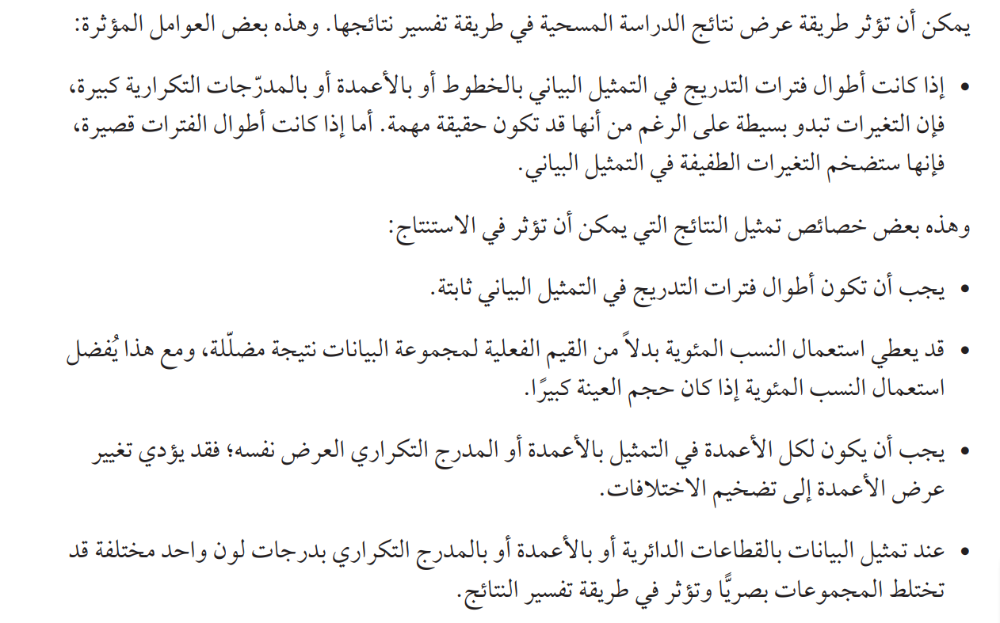 يمكن أن تؤثر طريقة عرض نتائج الدراسة المسحية في طريقة تفسير نتائجها. وهذه بعض العوامل المؤثرة:
• إذا كانت أطوال فترات التدريج في التمثيل البياني بالخطوط أو بالأعمدة أو بالمدرّجات التكرارية كبيرة،
فإن التغيرات تبدو بسيطة على الرغم من أنها قد تكون حقيقة مهمة. أما إذا كانت أطوال الفترات قصيرة،
فإنها ستضخم التغيرات الطفيفة في التمثيل البياني.
وهذه بعض خصائص تمثيل النتائج التي يمكن أن تؤثر في الاستنتاج:
• يجب أن تكون أطوال فترات التدريج في التمثيل البياني ثابتة.
• قد يعطي استعمال النسب المئوية بدلاً من القيم الفعلية لمجموعة البيانات نتيجة مضلّلة، ومع هذا يُفضل
استعمال النسب المئوية إذا كان حجم العينة كبيرًا.
• يجب أن يكون لكل الأعمدة في التمثيل بالأعمدة أو المدرج التكراري العرض نفسه؛ فقد يؤدي تغيير
عرض الأعمدة إلى تضخيم الاختلافات.
• عند تمثيل البيانات بالقطاعات الدائرية أو بالأعمدة أو بالمدرج التكراري بدرجات لون واحد مختلفة قد
تختلط المجموعات بصريًّا وتؤثر في طريقة تفسير النتائج.